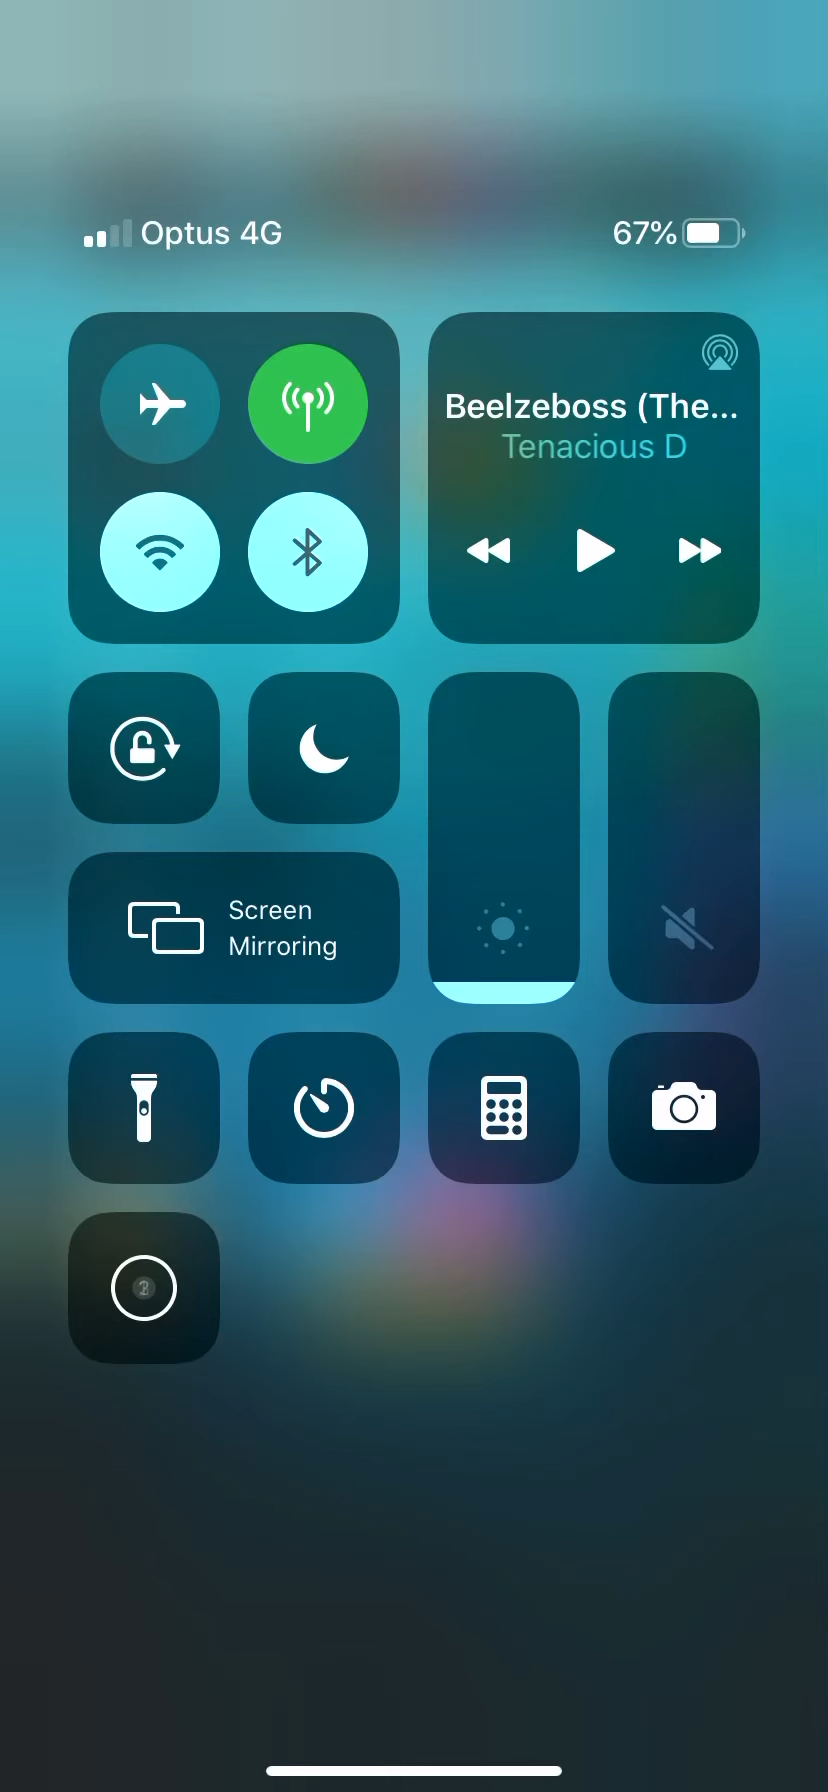 Optus 4G
67%
Beelzeboss (The...
Tenacious D
Screen
Mirroring